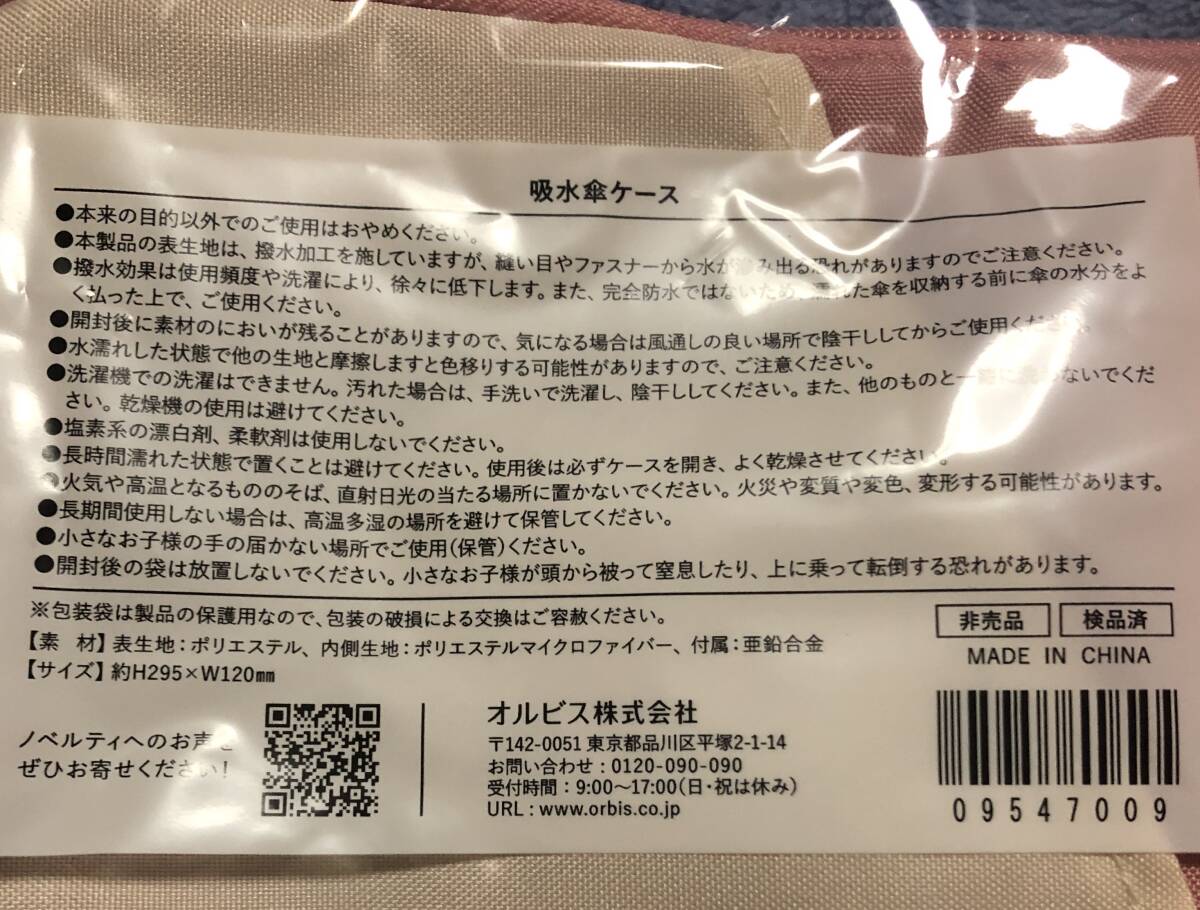 吸水傘ケース
●本来の目的以外でのご使用はおやめください。
●本製品の表生地は、撥水加工を施していますが、縫い目やファスナーから水が み出る恐れがありますのでご注意ください。
●撥水効果は使用頻度や洗濯により、徐々に低下します。また、完全防水ではないため、濡れた傘を収納する前に傘の水分をよ
く払った上で、ご使用ください。
●開封後に素材のにおいが残ることがありますので、気になる場合は風通しの良い場所で陰干ししてからご使用ください。
●水濡れした状態で他の生地と摩擦しますと色移りする可能性がありますので、ご注意ください。
●洗濯機での洗濯はできません。汚れた場合は、手洗いで洗濯し、陰干ししてください。また、他のものと一緒に洗わないでくだ
さい。乾燥機の使用は避けてください。
●塩素系の漂白剤、柔軟剤は使用しないでください。
●長時間濡れた状態で置くことは避けてください。使用後は必ずケースを開き、よく乾燥させてください。
●火気や高温となるもののそば、直射日光の当たる場所に置かないでください。火災や変質や変色、変形する可能性があります。
●長期間使用しない場合は、高温多湿の場所を避けて保管してください。
●小さなお子様の手の届かない場所でご使用(保管)ください。
●開封後の袋は放置しないでください。小さなお子様が頭から被って窒息したり、上に乗って転倒する恐れがあります。
※包装袋は製品の保護用なので、包装の破損による交換はご容赦ください。
【素　材】表生地：ポリエステル、内側生地：ポリエステルマイクロファイバー、付属：亜鉛合金
【サイズ】約H295×W120㎜
非売品 検品済
MADE IN CHINA
ノベルティへのお声を
ぜひお寄せください！
オルビス株式会社
〒142-0051 東京都品川区平塚2-1-14
お問い合わせ：0120-090-090
受付時間：9:00〜17:00(日・祝は休み)
URL：www.orbis.co.jp
09547009